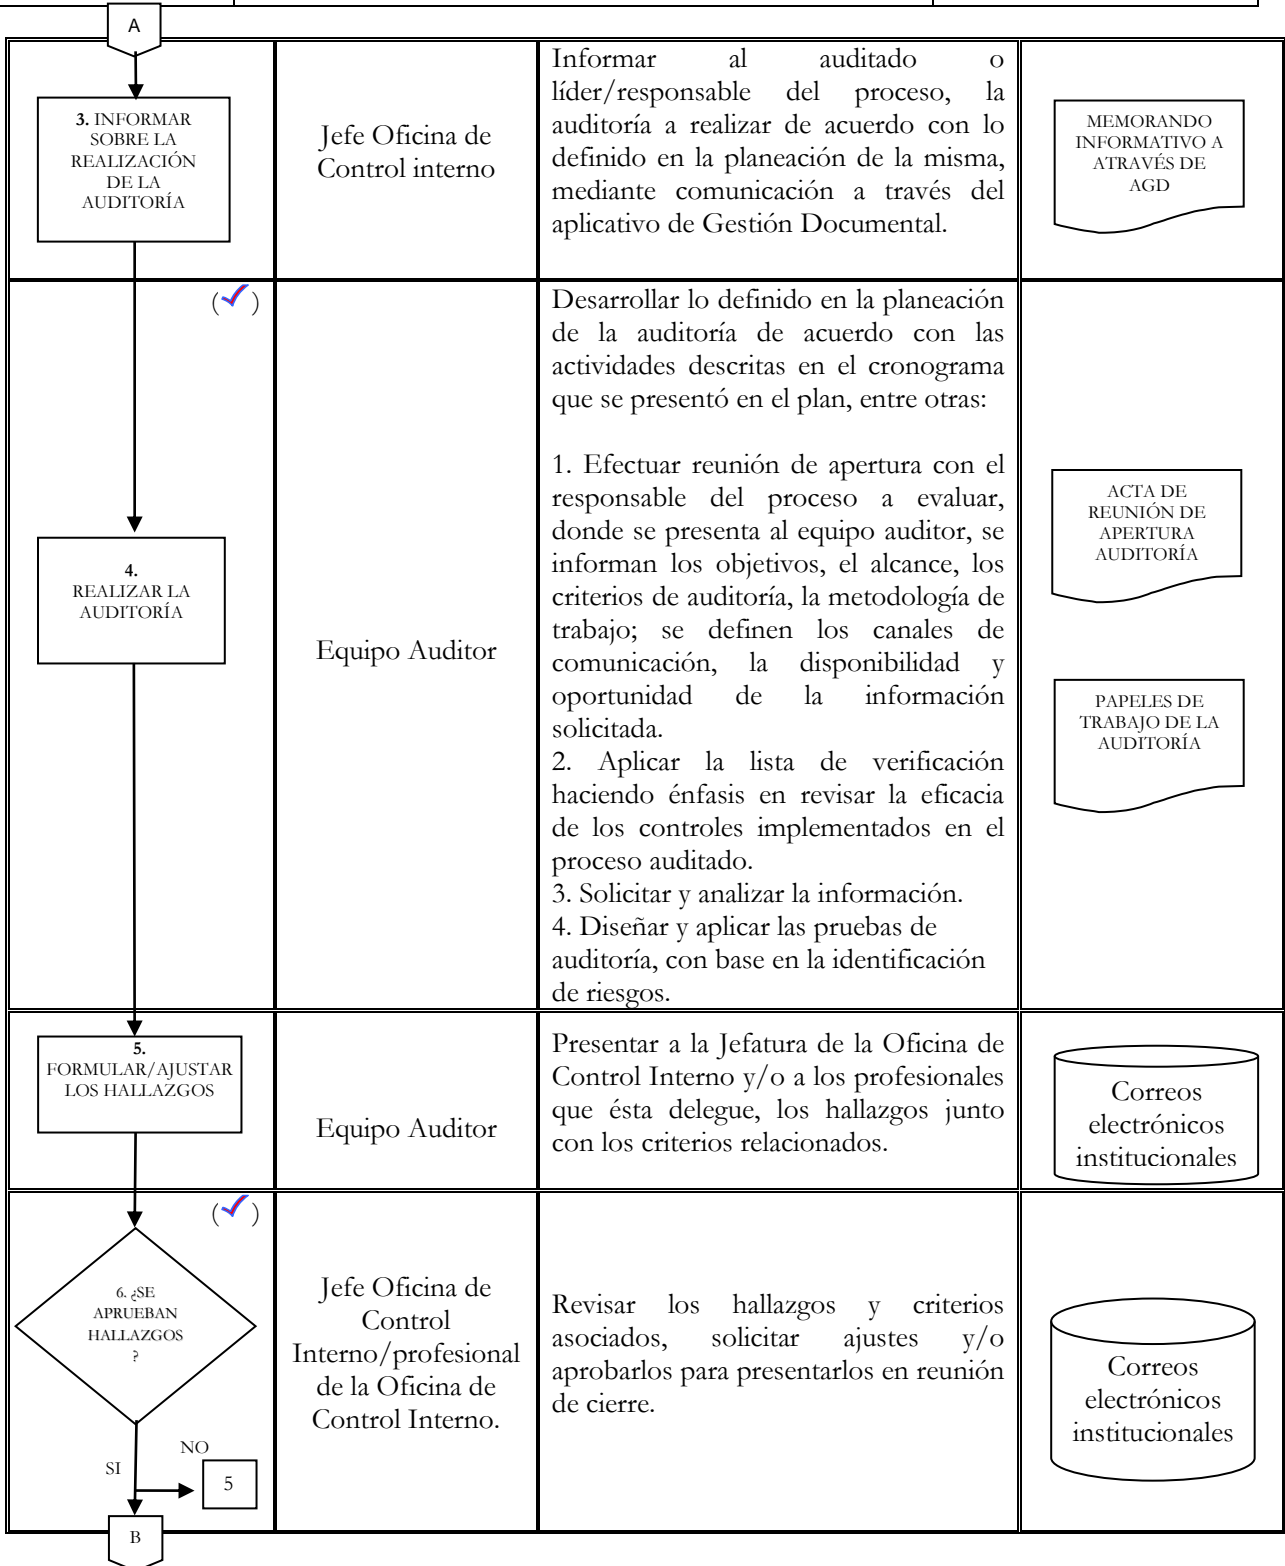 A
3. INFORMAR
SOBRE LA
REALIZACIÓN
DE LA
AUDITORÍA
Jefe Oficina de
Control interno
Informar al auditado o
líder/responsable del proceso, la
auditoría a realizar de acuerdo con lo
definido en la planeación de la misma,
mediante comunicación a través del
aplicativo de Gestión Documental.
MEMORANDO
INFORMATIVO A
ATRAVÉS DE
AGD
(✓)
4.
REALIZAR LA
AUDITORÍA
Equipo Auditor
Desarrollar lo definido en la planeación
de la auditoría de acuerdo con las
actividades descritas en el cronograma
que se presentó en el plan, entre otras:
1. Efectuar reunión de apertura con el
responsable del proceso a evaluar,
donde se presenta al equipo auditor, se
informan los objetivos, el alcance, los
criterios de auditoría, la metodología de
trabajo; se definen los canales de
comunicación, la disponibilidad y
oportunidad de la información
solicitada.
2. Aplicar la lista de verificación
haciendo énfasis en revisar la eficacia
de los controles implementados en el
proceso auditado.
3. Solicitar y analizar la información.
4. Diseñar y aplicar las pruebas de
auditoría, con base en la identificación
de riesgos.
ACTA DE
REUNIÓN DE
APERTURA
AUDITORÍA
PAPELES DE
TRABAJO DE LA
AUDITORÍA
5.
FORMULAR/AJUSTAR
LOS HALLAZGOS
Equipo Auditor
Presentar a la Jefatura de la Oficina de
Control Interno y/o a los profesionales
que ésta delegue, los hallazgos junto
con los criterios relacionados.
Correos
electrónicos
institucionales
(✓)
6. ¿SE
APRUEBAN
HALLAZGOS
?
SI
NO
5
B
Jefe Oficina de
Control
Interno/profesional
de la Oficina de
Control Interno.
Revisar los hallazgos y criterios
asociados, solicitar ajustes y/o
aprobarlos para presentarlos en reunión
de cierre.
Correos
electrónicos
institucionales